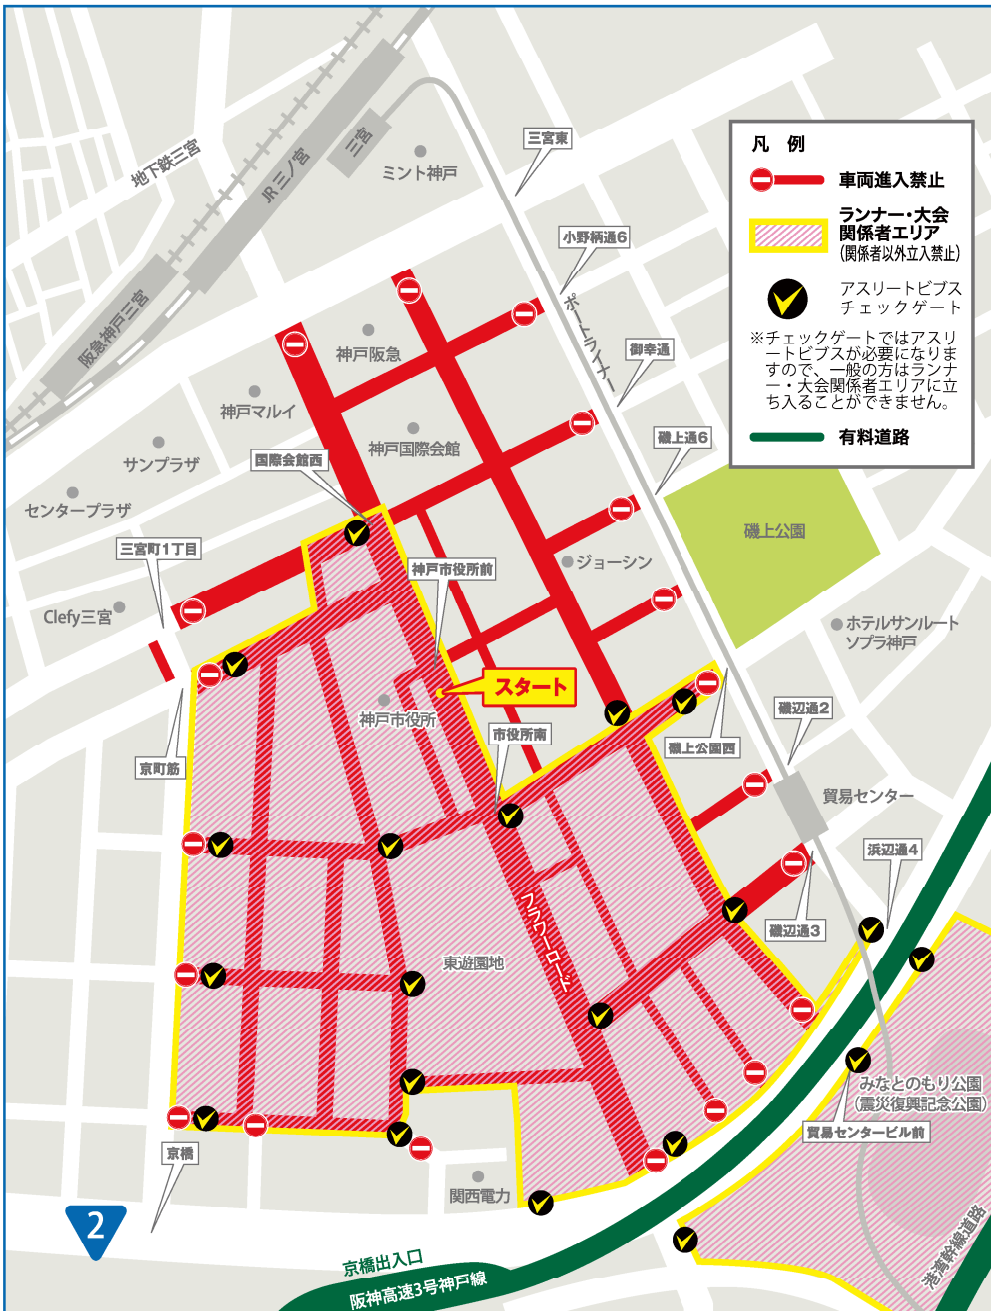 三宮東
地下鉄三宮
JR 三ノ宮
三宮
ミント神戸
凡 例
車両進入禁止
ランナー・大会
関係者エリア
(関係者以外立入禁止)
アスリートビブス
チェックゲート
※チェックゲートではアスリ
ートビブスが必要になりま
すので、一般の方はランナ
ー・大会関係者エリアに立
ち入ることができません。
有料道路
小野柄通6
ポートライナー
阪急神戸三宮
神戸阪急
御幸通
神戸マルイ
神戸国際会館
磯上通6
サンプラザ
国際会館西
センタープラザ
磯上公園
三宮町1丁目
神戸市役所前
ジョーシン
Clefy三宮
ホテルサンルート
ソプラ神戸
スタート
神戸市役所
市役所南
磯辺通2
磯上公園西
京町筋
貿易センター
浜辺通4
フラワーロード
磯辺通3
東遊園地
みなとのもり公園
(震災復興記念公園)
貿易センタービル前
京橋
関西電力
2
京橋出入口
阪神高速3号神戸線
港湾幹線道路